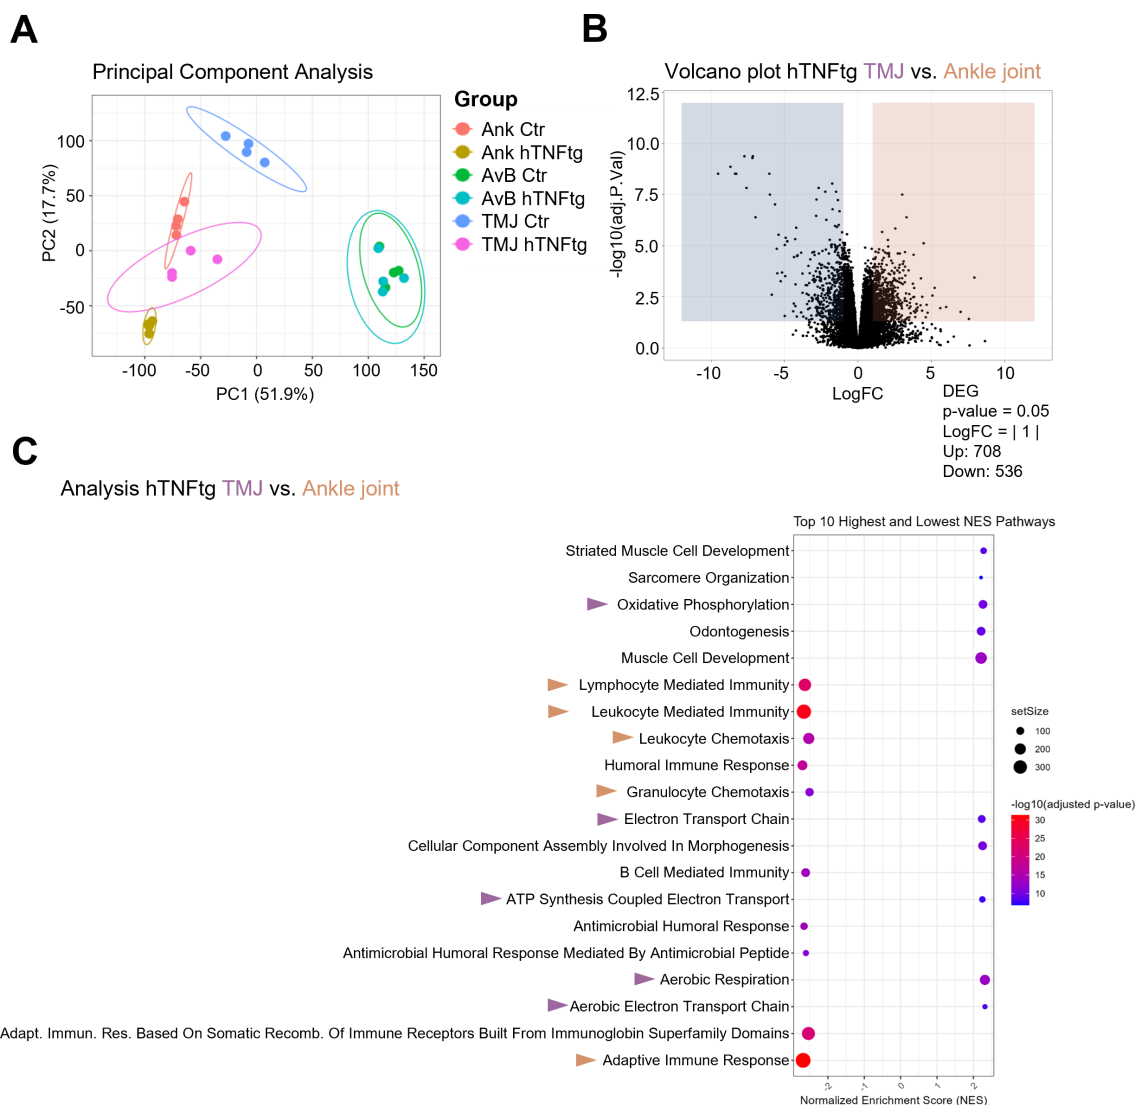 A
Principal Component Analysis
PC2 (17.7%)
100
50
0
-50
-100
-50
0
50
100
150
PC1 (51.9%)
Group
Ank Ctr
Ank hTNFtg
AvB Ctr
AvB hTNFtg
TMJ Ctr
TMJ hTNFtg
B
Volcano plot hTNFtg TMJ vs. Ankle joint
-log10(adj.P.Val)
12.5
10.0
7.5
5.0
2.5
0.0
-10
-5
0
5
10
LogFC
DEG
p-value = 0.05
LogFC = | 1 |
Up: 708
Down: 536
C
Analysis hTNFtg TMJ vs. Ankle joint
Top 10 Highest and Lowest NES Pathways
Striated Muscle Cell Development
Sarcomere Organization
Oxidative Phosphorylation
Odontogenesis
Muscle Cell Development
Lymphocyte Mediated Immunity
Leukocyte Mediated Immunity
Leukocyte Chemotaxis
Humoral Immune Response
Granulocyte Chemotaxis
Electron Transport Chain
Cellular Component Assembly Involved In Morphogenesis
B Cell Mediated Immunity
ATP Synthesis Coupled Electron Transport
Antimicrobial Humoral Response
Antimicrobial Humoral Response Mediated By Antimicrobial Peptide
Aerobic Respiration
Aerobic Electron Transport Chain
Adapt. Immun. Res. Based On Somatic Recomb. Of Immune Receptors Built From Immunoglobin Superfamily Domains
Adaptive Immune Response
-2
-1
0
1
2
Normalized Enrichment Score (NES)
setSize
100
200
300
-log10(adjusted p-value)
30
25
20
15
10